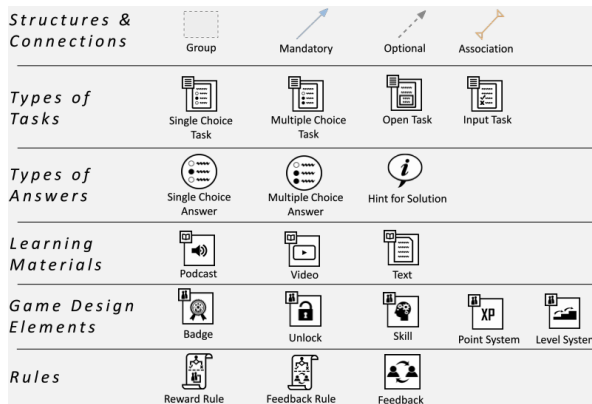 Structures &
Connections
Group
Mandatory
Optional
Association
Types of
Tasks
Single Choice
Task
Multiple Choice
Task
Open Task
Input Task
Types of
Answers
Single Choice
Answer
Multiple Choice
Answer
Hint for Solution
Learning
Materials
Podcast
Video
Text
Game Design
Elements
Badge
Unlock
Skill
XP
Point System
Level System
Rules
Reward Rule
Feedback Rule
Feedback